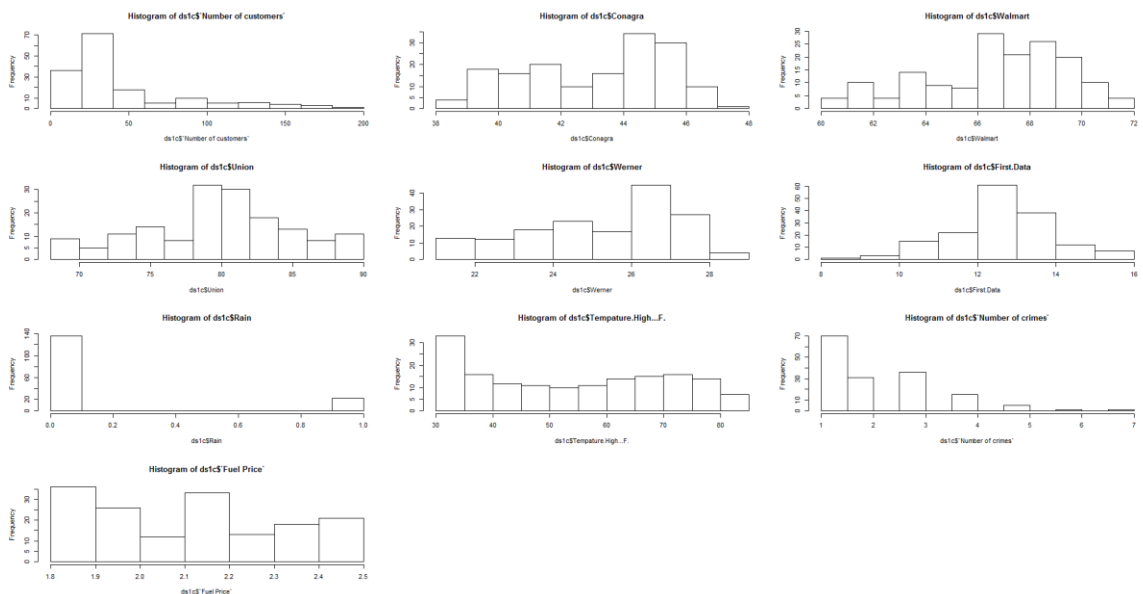 Histogram of ds1c$`Number of customers`
Frequency
0 10 30 50 70
0 50 100 150 200
ds1c$`Number of customers`
Histogram of ds1c$Conagra
Frequency
0 5 10 20 30
38 40 42 44 46 48
ds1c$Conagra
Histogram of ds1c$Walmart
Frequency
0 5 10 15 20 25 30
60 62 64 66 68 70 72
ds1c$Walmart
Histogram of ds1c$Union
Frequency
0 5 10 20 30
70 75 80 85 90
ds1c$Union
Histogram of ds1c$Werner
Frequency
0 10 20 30 40
22 24 26 28
ds1c$Werner
Histogram of ds1c$First.Data
Frequency
0 10 20 30 40 50 60
8 10 12 14 16
ds1c$First.Data
Histogram of ds1c$Rain
Frequency
0 20 60 100 140
0.0 0.2 0.4 0.6 0.8 1.0
ds1c$Rain
Histogram of ds1c$Tempature.High...F.
Frequency
0 5 10 20 30
30 40 50 60 70 80
ds1c$Tempature.High...F.
Histogram of ds1c$`Number of crimes`
Frequency
0 10 30 50 70
1 2 3 4 5 6 7
ds1c$`Number of crimes`
Histogram of ds1c$`Fuel Price`
Frequency
0 5 10 20 30
1.8 1.9 2.0 2.1 2.2 2.3 2.4 2.5
ds1c$`Fuel Price`